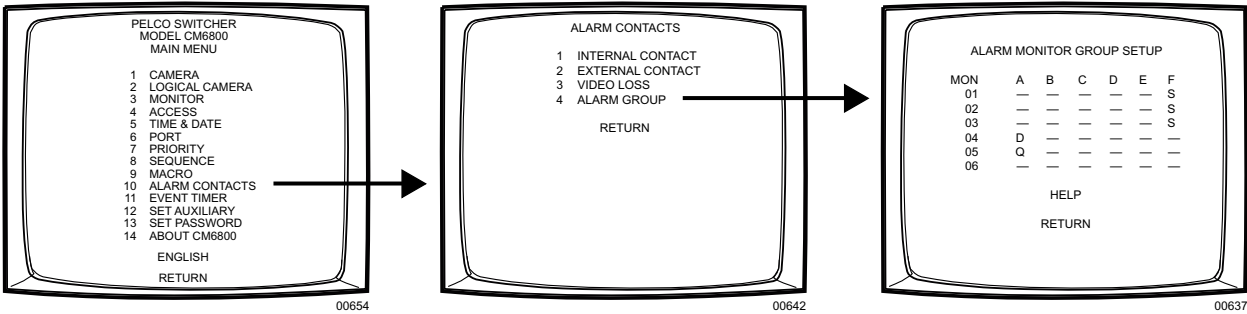 PELCO SWITCHER
MODEL CM6800
MAIN MENU
1 CAMERA
2 LOGICAL CAMERA
3 MONITOR
4 ACCESS
5 TIME & DATE
6 PORT
7 PRIORITY
8 SEQUENCE
9 MACRO
10 ALARM CONTACTS
11 EVENT TIMER
12 SET AUXILIARY
13 SET PASSWORD
14 ABOUT CM6800
ENGLISH
RETURN
00654
ALARM CONTACTS
1 INTERNAL CONTACT
2 EXTERNAL CONTACT
3 VIDEO LOSS
4 ALARM GROUP
RETURN
00642
ALARM MONITOR GROUP SETUP
MON A B C D E F
01 — — — — — S
02 — — — — — S
03 — — — — — S
04 D — — — — —
05 Q — — — — —
06 — — — — — —
HELP
RETURN
00637